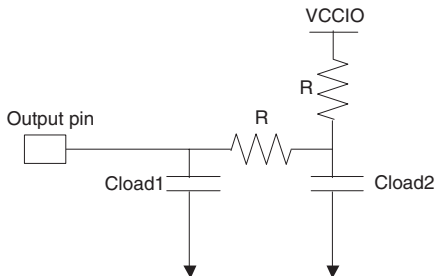 VCCIO
R
Output pin
R
Cload1
Cload2